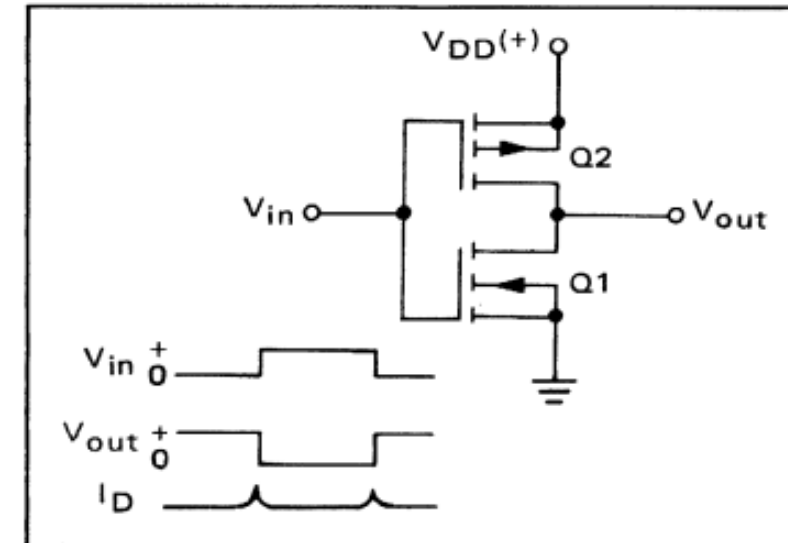 VDD(+)
Q2
Vin
Vout
Q1
Vin + 0
Vout + 0
ID